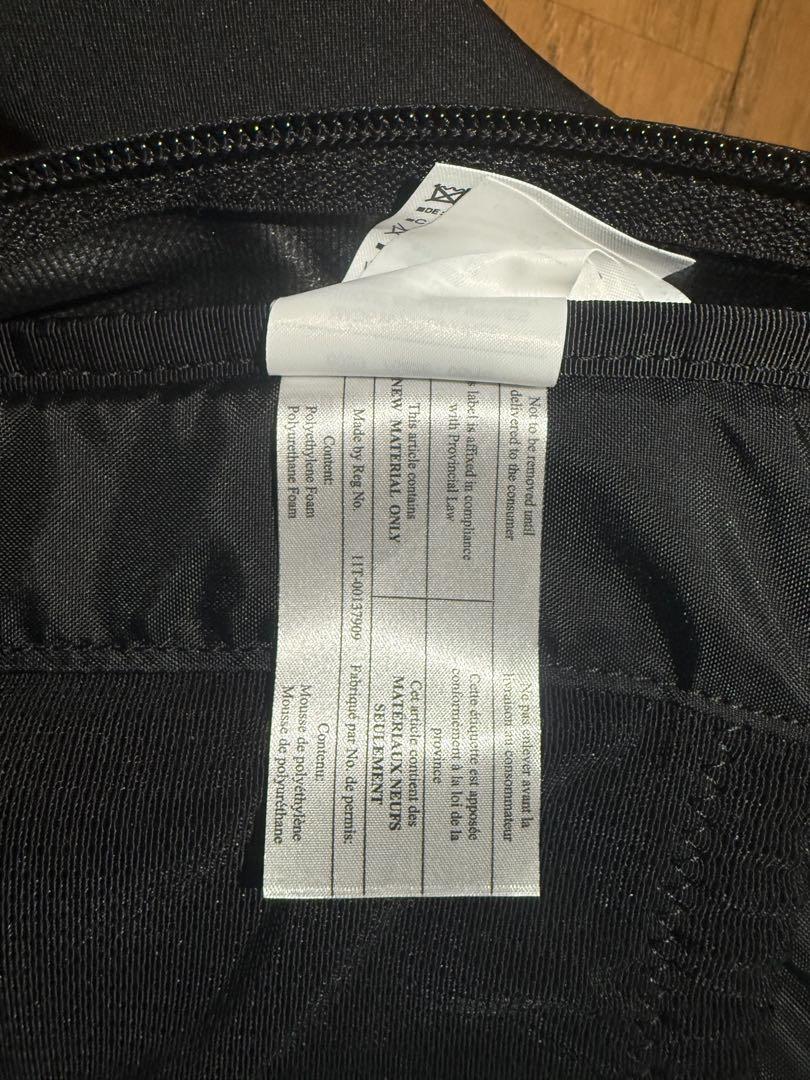 Not to be removed until
delivered to the consumer
s label is affixed in compliance
with Provincial Law
This article contains
NEW MATERIAL ONLY
Made by Reg No. 11T-00137909 Fabriqué par No. de permis:
Content:
Polyethylene Foam
Polyurethane Foam
Ne pas enlever avant la
livraison au consommateur
Cette étiquette est apposée
conformément à la loi de la
province
Cet article contient des
MATERIAUX NEUFS
SEULEMENT
Contenu:
Mousse de polyéthylène
Mousse de polyuréthane
DE
C